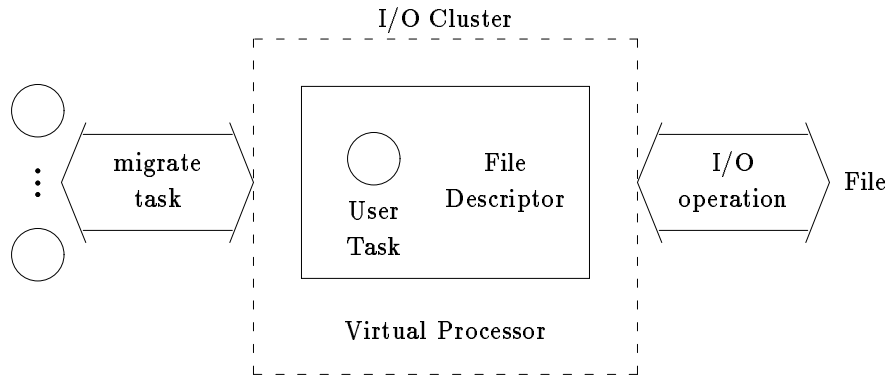 I/O Cluster
migrate
task
User
Task
File
Descriptor
Virtual Processor
I/O
operation
File